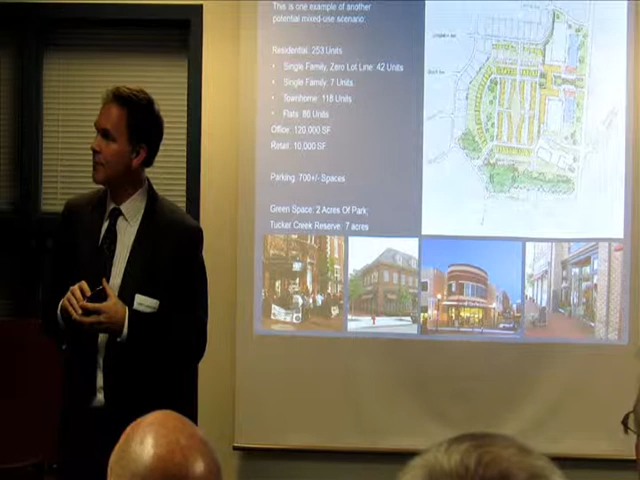 This is one example of another
potential mixed-use scenario:
Residential: 253 Units
• Single Family, Zero Lot Line: 42 Units
• Single Family: 7 Units
• Townhome: 118 Units
• Flats: 86 Units
Office: 120,000 SF
Retail: 10,000 SF
Parking: 700+/- Spaces
Green Space: 2 Acres Of Park;
Tucker Creek Reserve: 7 acres